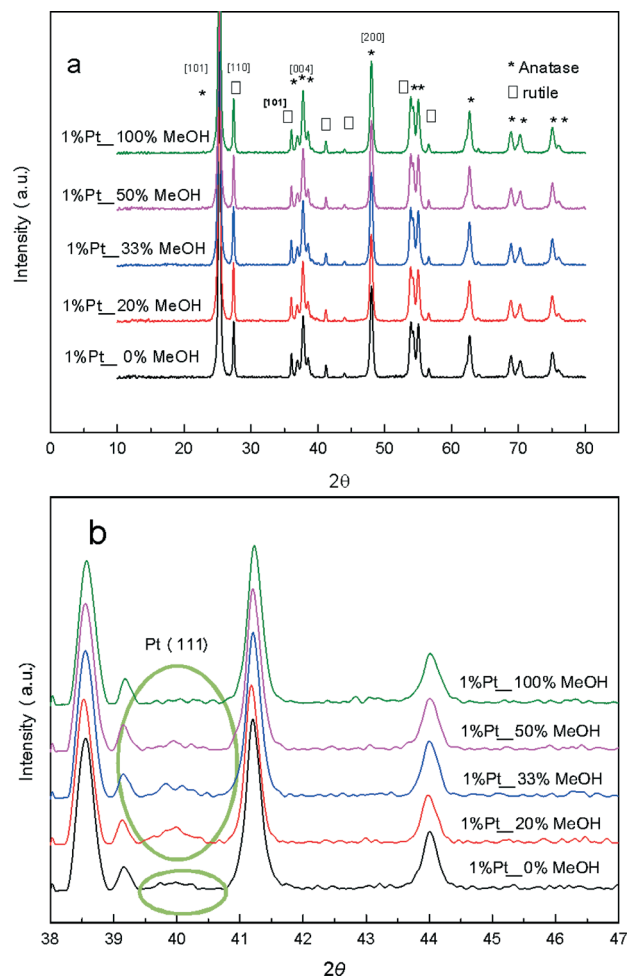 a
[101]
*
[110]
[101]
* * *
[004]
[200]
*
**
*
* *
* *
* Anatase
□ rutile
1%Pt__100% MeOH
1%Pt__50% MeOH
1%Pt__33% MeOH
1%Pt__20% MeOH
1%Pt__ 0% MeOH
Intensity ( a.u.)
0 10 20 30 40 50 60 70 80
2θ
b
Pt ( 111)
1%Pt__100% MeOH
1%Pt__50% MeOH
1%Pt__33% MeOH
1%Pt__20% MeOH
1%Pt__0% MeOH
Intensity ( a.u.)
38 39 40 41 42 43 44 45 46 47
2θ